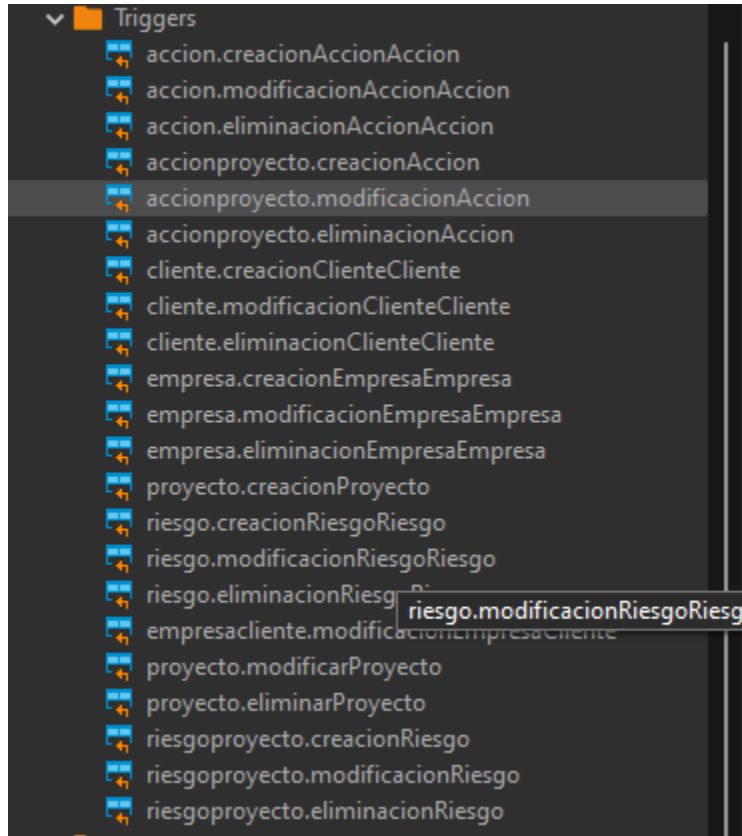 Triggers
accion.creacionAccionAccion
accion.modificacionAccionAccion
accion.eliminacionAccionAccion
accionproyecto.creacionAccion
accionproyecto.modificacionAccion
accionproyecto.eliminacionAccion
cliente.creacionClienteCliente
cliente.modificacionClienteCliente
cliente.eliminacionClienteCliente
empresa.creacionEmpresaEmpresa
empresa.modificacionEmpresaEmpresa
empresa.eliminacionEmpresaEmpresa
proyecto.creacionProyecto
riesgo.creacionRiesgoRiesgo
riesgo.modificacionRiesgoRiesgo
riesgo.eliminacionRiesg
riesgo.modificacionRiesgoRiesg
empresacliente.modificacionEmpresaCliente
proyecto.modificarProyecto
proyecto.eliminarProyecto
riesgoproyecto.creacionRiesgo
riesgoproyecto.modificacionRiesgo
riesgoproyecto.eliminacionRiesgo